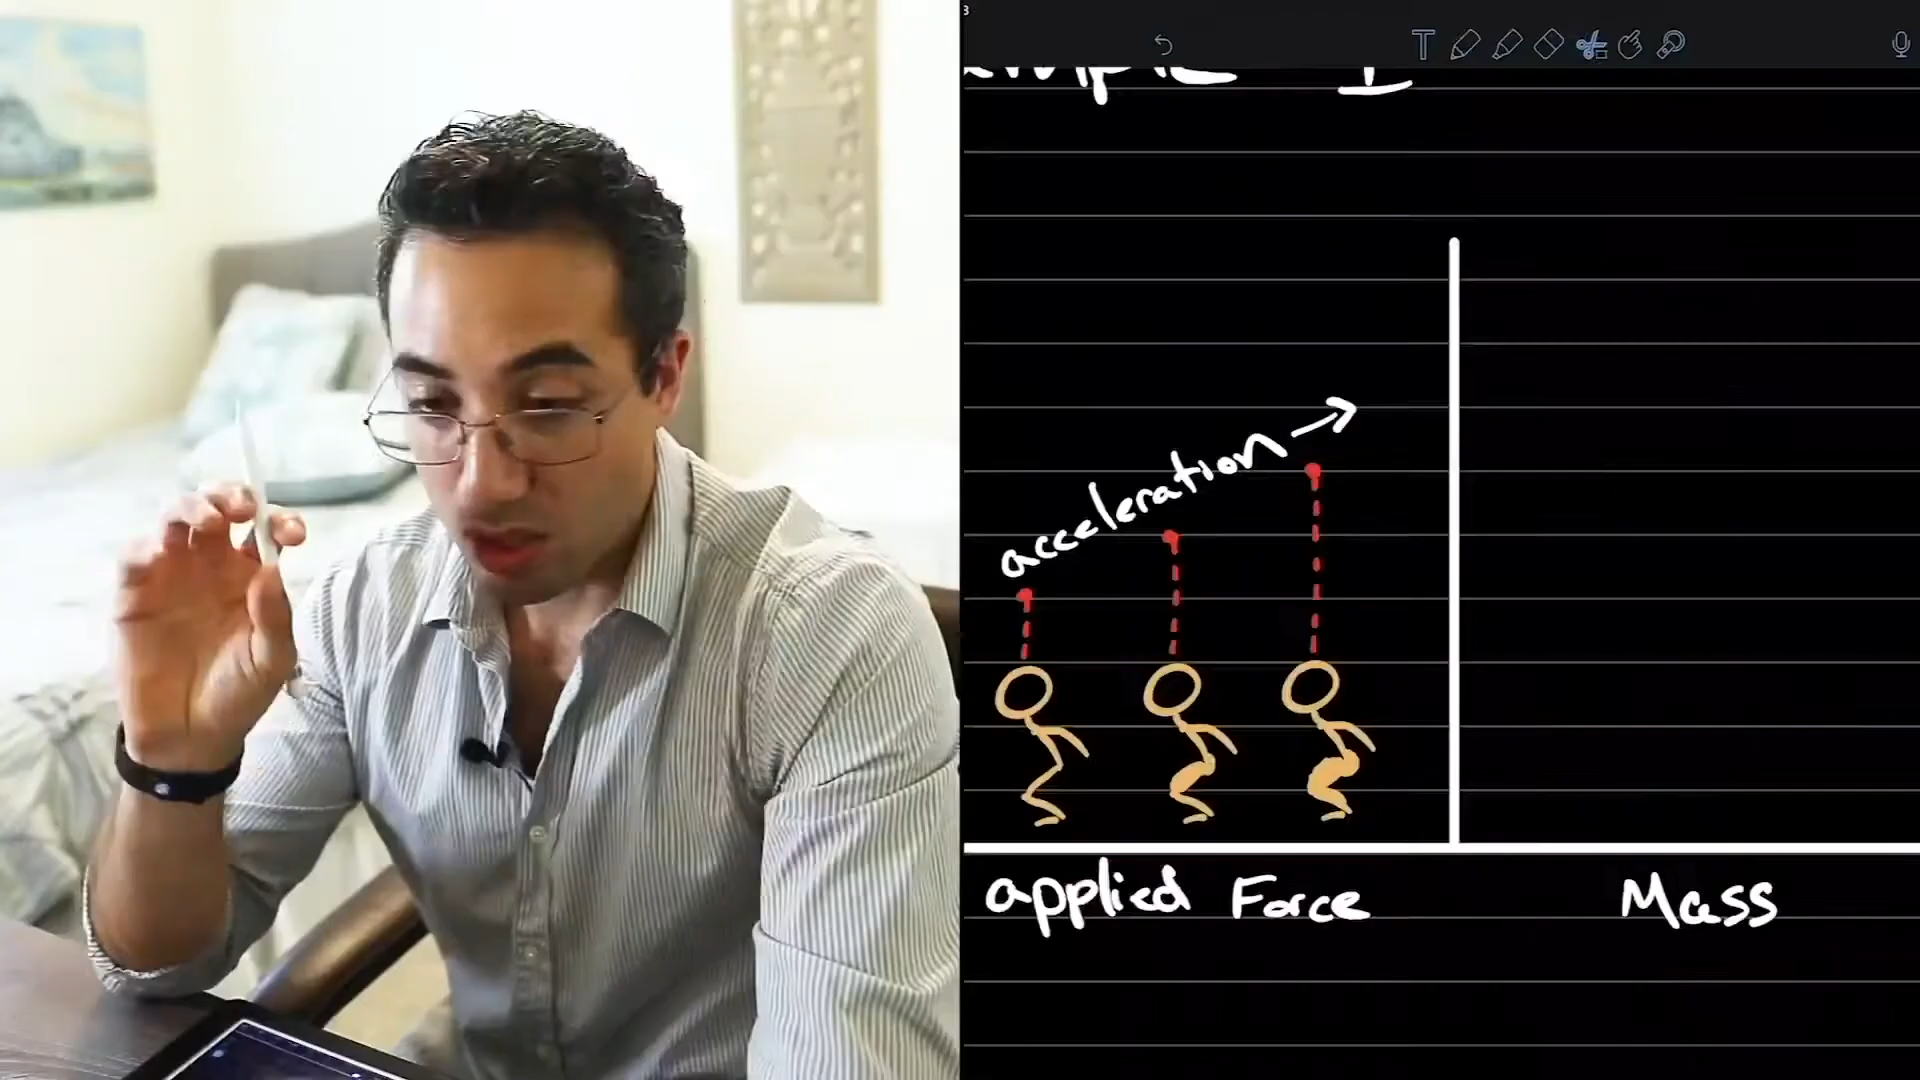 acceleration →
applied Force
Mass